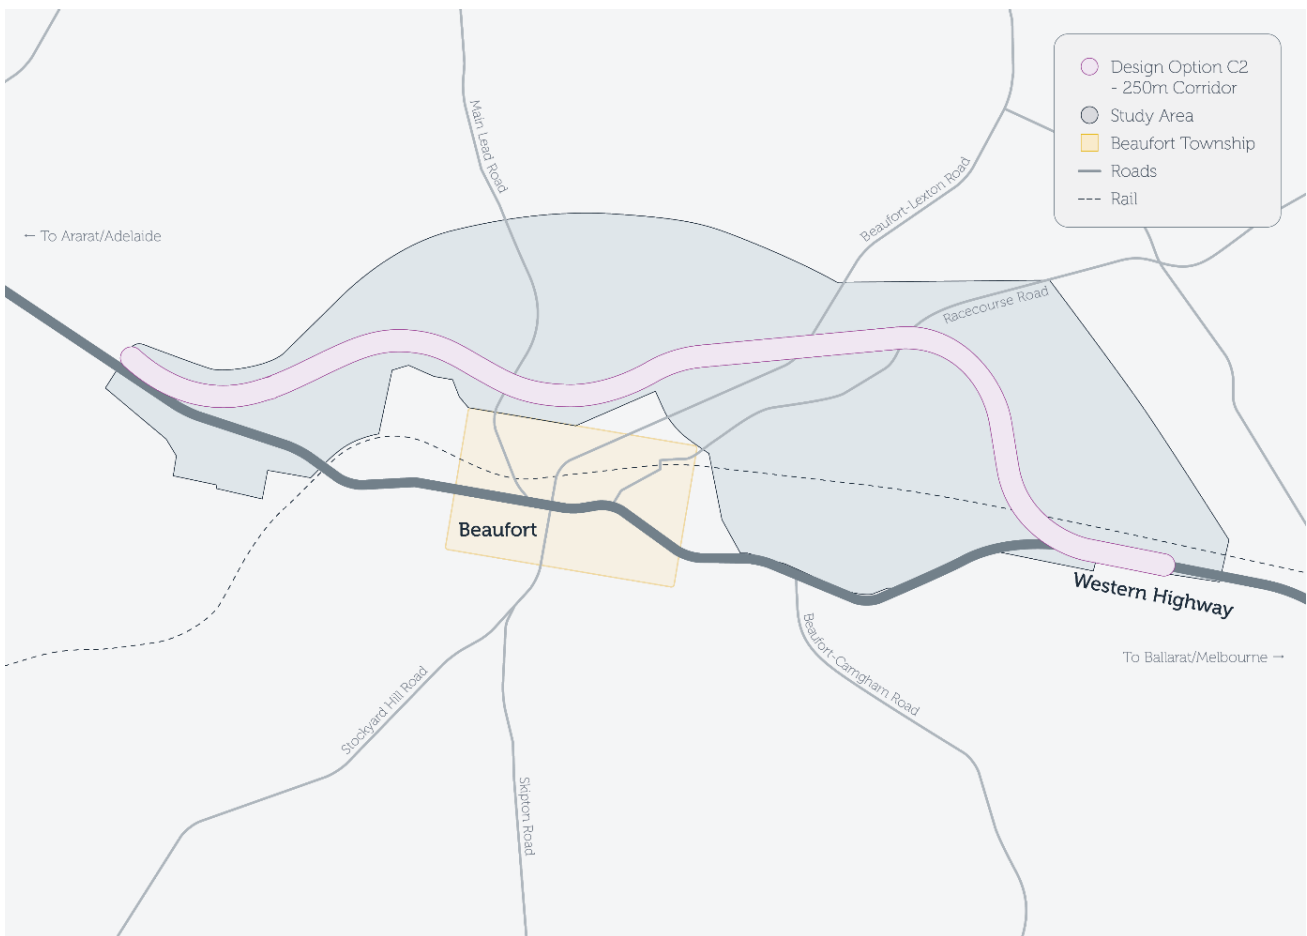 Design Option C2
- 250m Corridor
Study Area
Beaufort Township
Roads
Rail
Main Lead Road
Beaufort-Lexton Road
← To Ararat/Adelaide
Racecourse Road
Beaufort
Western Highway
To Ballarat/Melbourne →
Beaufort-Carngham Road
Stockyard Hill Road
Skipton Road